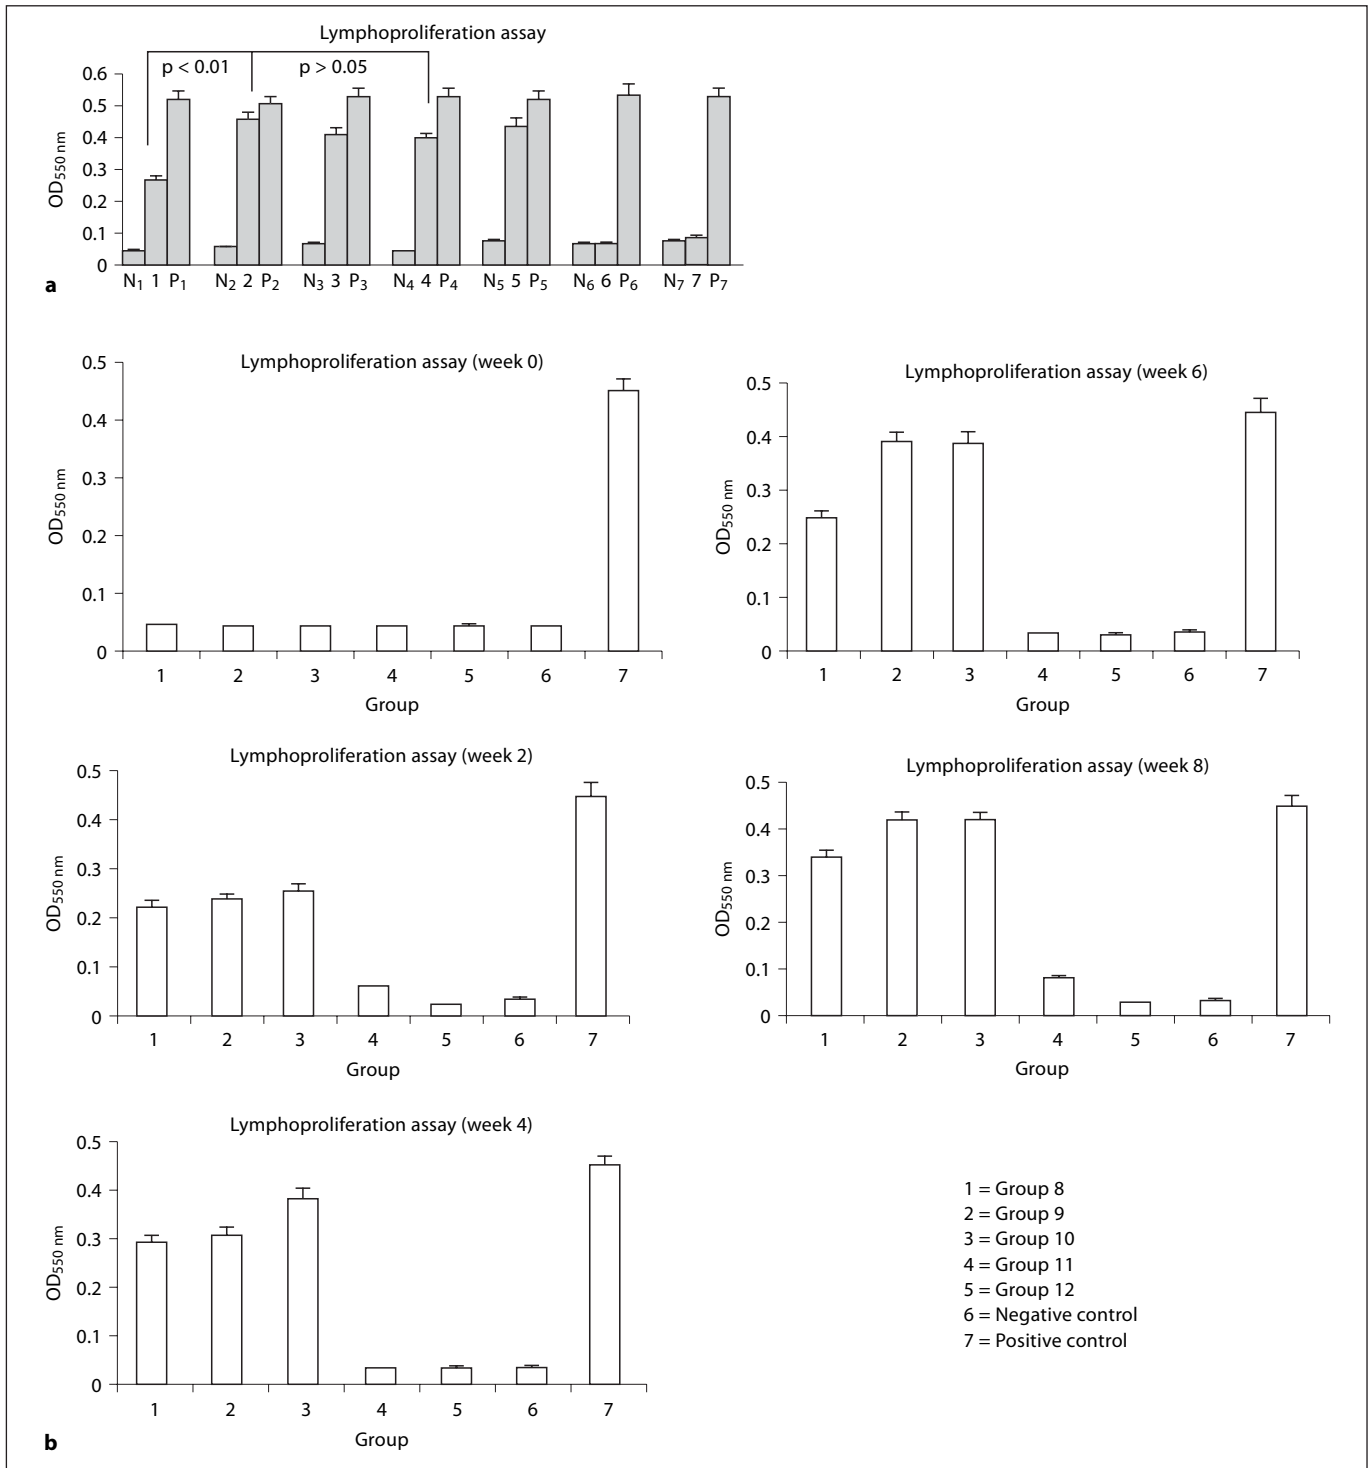 Lymphoproliferation assay
p < 0.01
p > 0.05
0.6
0.5
0.4
0.3
0.2
0.1
0
OD550 nm
N1 1 P1 N2 2 P2 N3 3 P3 N4 4 P4 N5 5 P5 N6 6 P6 N7 7 P7
a
Lymphoproliferation assay (week 0)
0.5
0.4
0.3
0.2
0.1
0
OD550 nm
1 2 3 4 5 6 7
Group
Lymphoproliferation assay (week 6)
0.5
0.4
0.3
0.2
0.1
0
OD550 nm
1 2 3 4 5 6 7
Group
Lymphoproliferation assay (week 2)
0.5
0.4
0.3
0.2
0.1
0
OD550 nm
1 2 3 4 5 6 7
Group
Lymphoproliferation assay (week 8)
0.5
0.4
0.3
0.2
0.1
0
OD550 nm
1 2 3 4 5 6 7
Group
Lymphoproliferation assay (week 4)
0.5
0.4
0.3
0.2
0.1
0
OD550 nm
1 2 3 4 5 6 7
Group
1 = Group 8
2 = Group 9
3 = Group 10
4 = Group 11
5 = Group 12
6 = Negative control
7 = Positive control
b